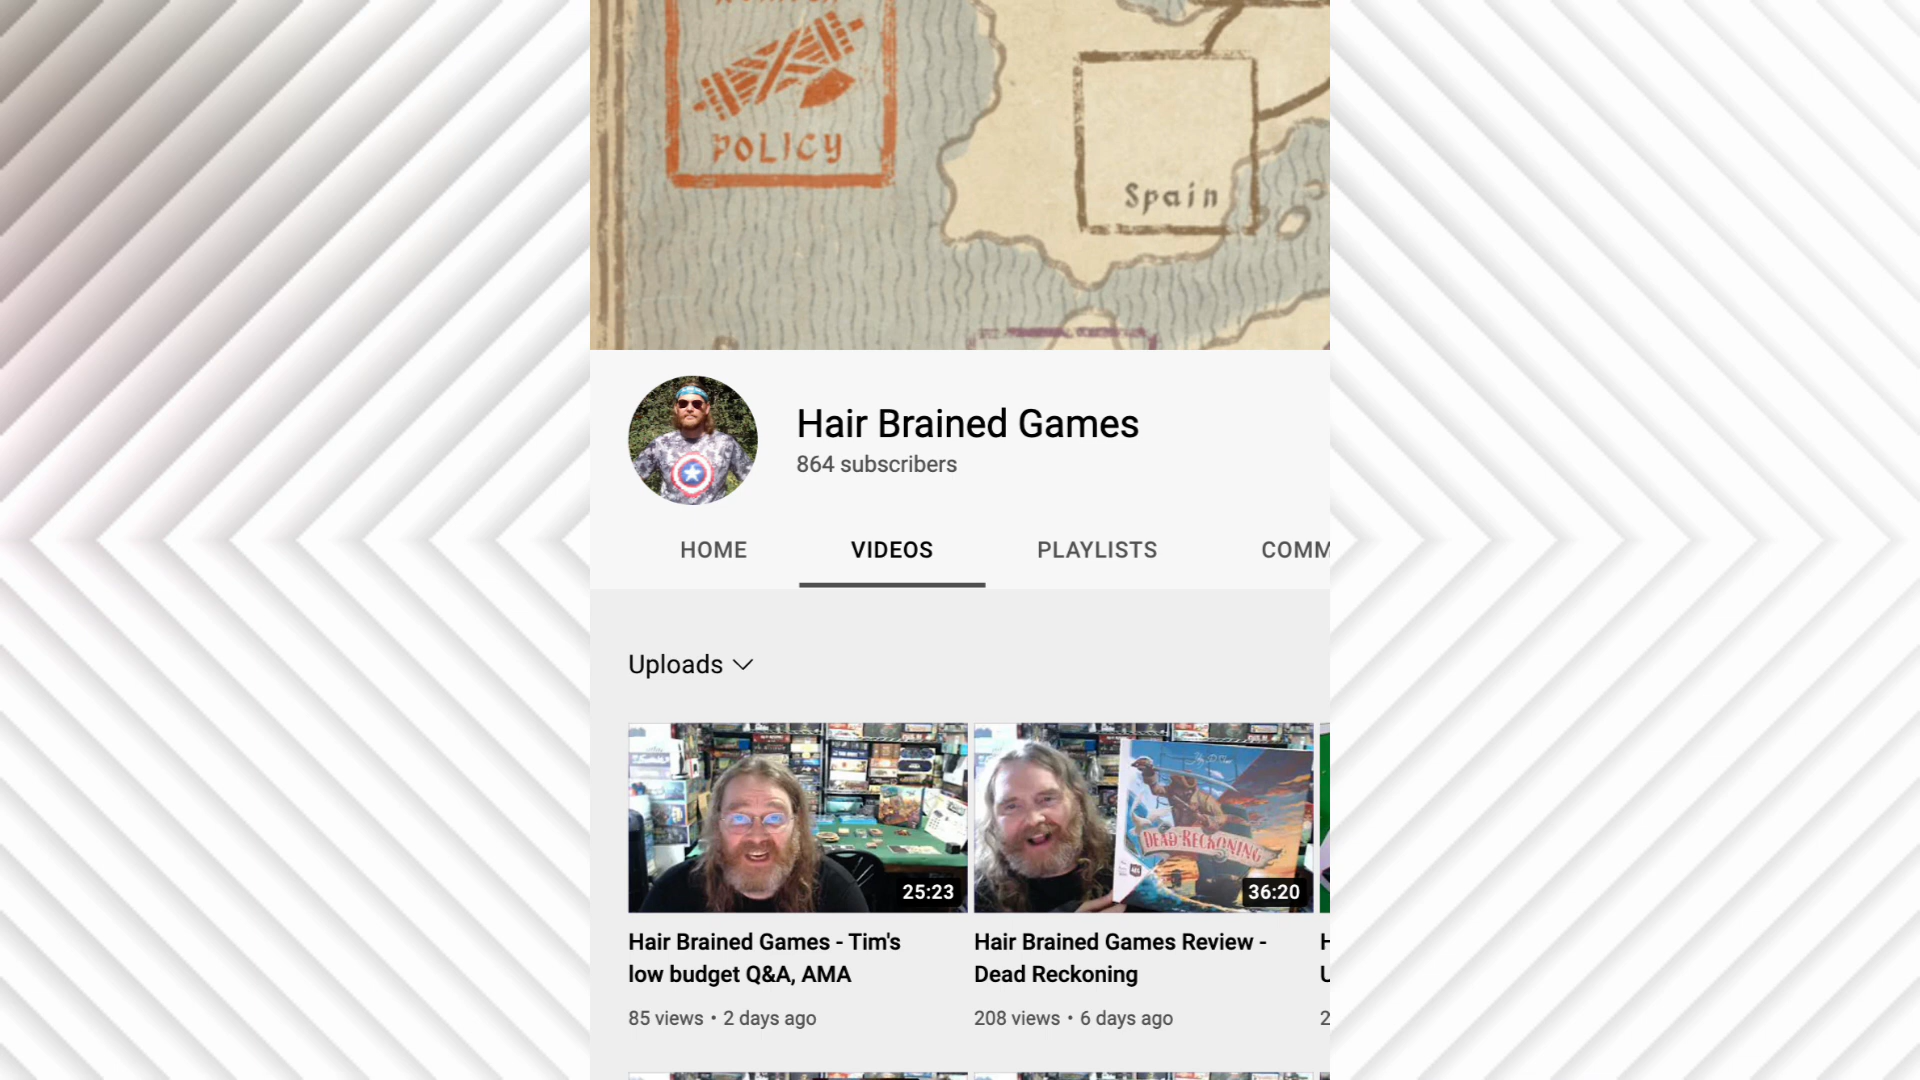 POLICY
Spain
Hair Brained Games
864 subscribers
HOME VIDEOS PLAYLISTS COMM
Uploads
DEAD RECKONING
25:23
36:20
Hair Brained Games - Tim's
low budget Q&A, AMA
85 views • 2 days ago
Hair Brained Games Review -
Dead Reckoning
208 views • 6 days ago
H
U
2